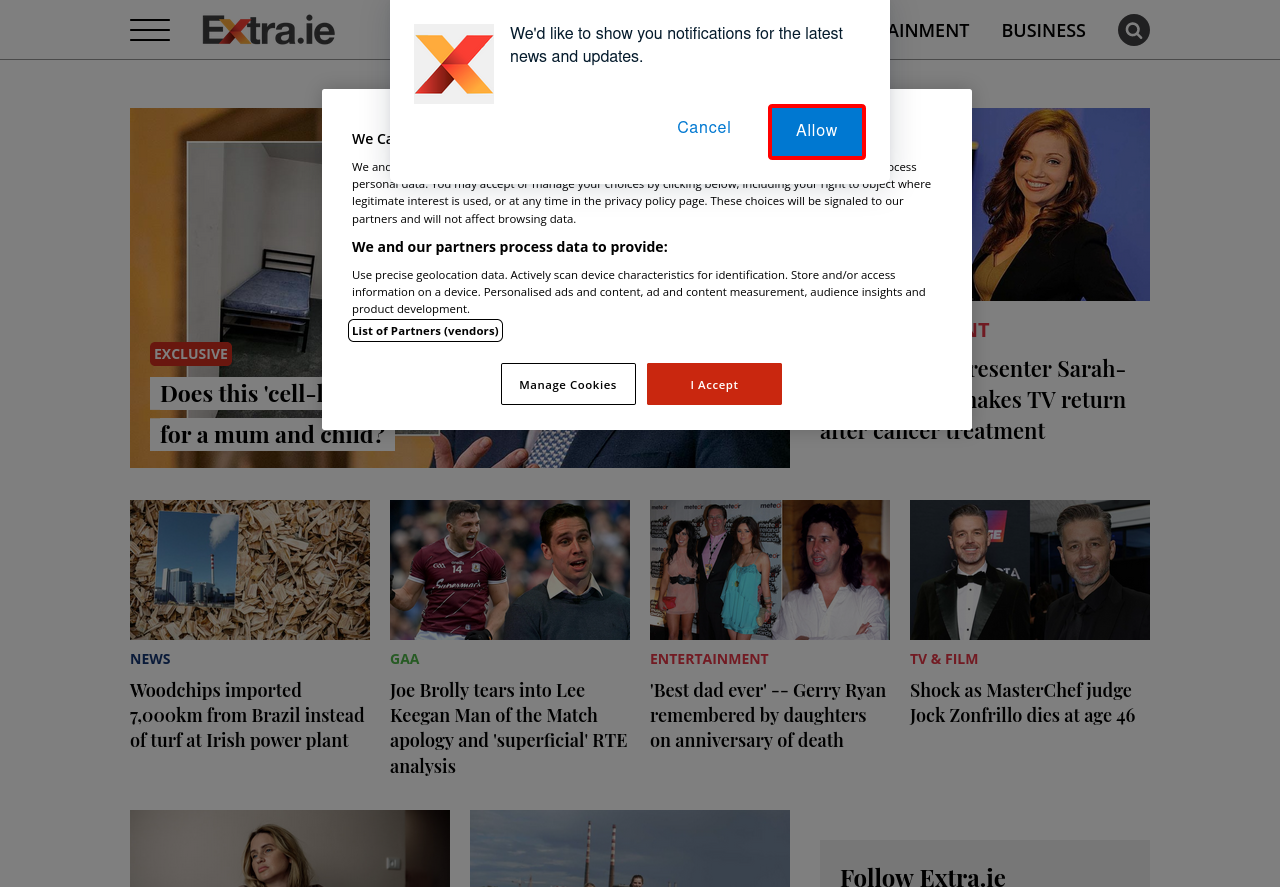 Extra.ie
AINMENT
BUSINESS
We'd like to show you notifications for the latest
news and updates.
Cancel
Allow
We Ca
We and
ocess
personal data. You may accept or manage your choices by clicking below, including your right to object where
legitimate interest is used, or at any time in the privacy policy page. These choices will be signaled to our
partners and will not affect browsing data.
We and our partners process data to provide:
Use precise geolocation data. Actively scan device characteristics for identification. Store and/or access
information on a device. Personalised ads and content, ad and content measurement, audience insights and
product development.
List of Partners (vendors)
Manage Cookies
I Accept
EXCLUSIVE
Does this 'cell-l
for a mum and child?
NT
resenter Sarah-
akes TV return
after cancer treatment
NEWS
Woodchips imported
7,000km from Brazil instead
of turf at Irish power plant
GAA
Joe Brolly tears into Lee
Keegan Man of the Match
apology and 'superficial' RTE
analysis
ENTERTAINMENT
'Best dad ever' -- Gerry Ryan
remembered by daughters
on anniversary of death
TV & FILM
Shock as MasterChef judge
Jock Zonfrillo dies at age 46
Follow Extra.ie